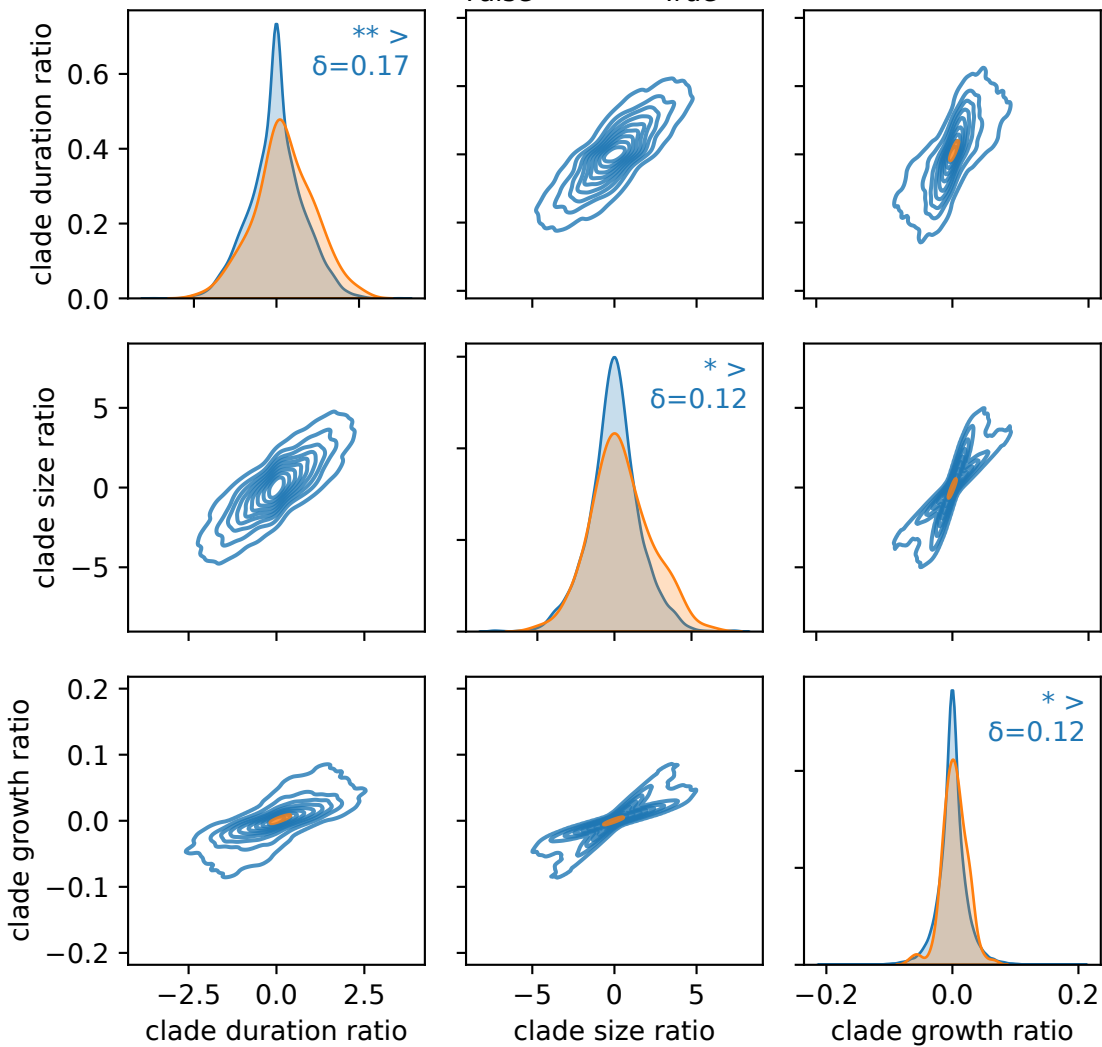 ** >
δ=0.17
clade duration ratio
0.6
0.4
0.2
0.0
* >
δ=0.12
clade size ratio
5
0
−5
* >
δ=0.12
clade growth ratio
0.2
0.1
0.0
−0.1
−0.2
−2.5 0.0 2.5
−5 0 5
−0.2 0.0 0.2
clade duration ratio
clade size ratio
clade growth ratio